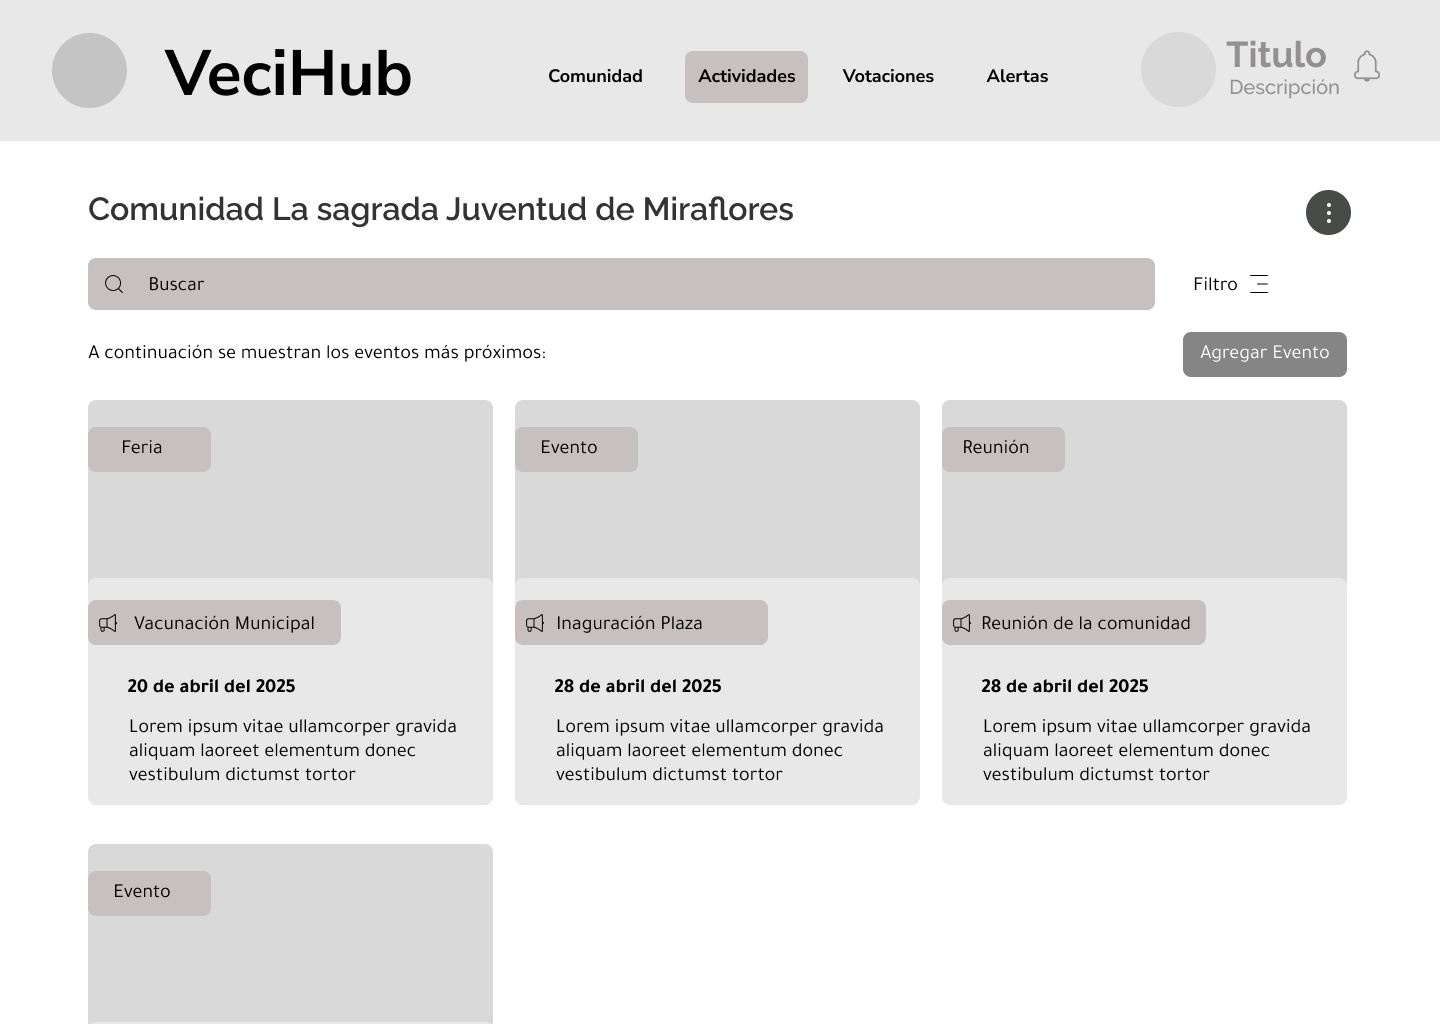 VeciHub
Comunidad
Actividades
Votaciones
Alertas
Titulo
Descripción
Comunidad La sagrada Juventud de Miraflores
Buscar
Filtro
A continuación se muestran los eventos más próximos:
Agregar Evento
Feria
Vacunación Municipal
20 de abril del 2025
Lorem ipsum vitae ullamcorper gravida
aliquam laoreet elementum donec
vestibulum dictumst tortor
Evento
Inaguración Plaza
28 de abril del 2025
Lorem ipsum vitae ullamcorper gravida
aliquam laoreet elementum donec
vestibulum dictumst tortor
Reunión
Reunión de la comunidad
28 de abril del 2025
Lorem ipsum vitae ullamcorper gravida
aliquam laoreet elementum donec
vestibulum dictumst tortor
Evento